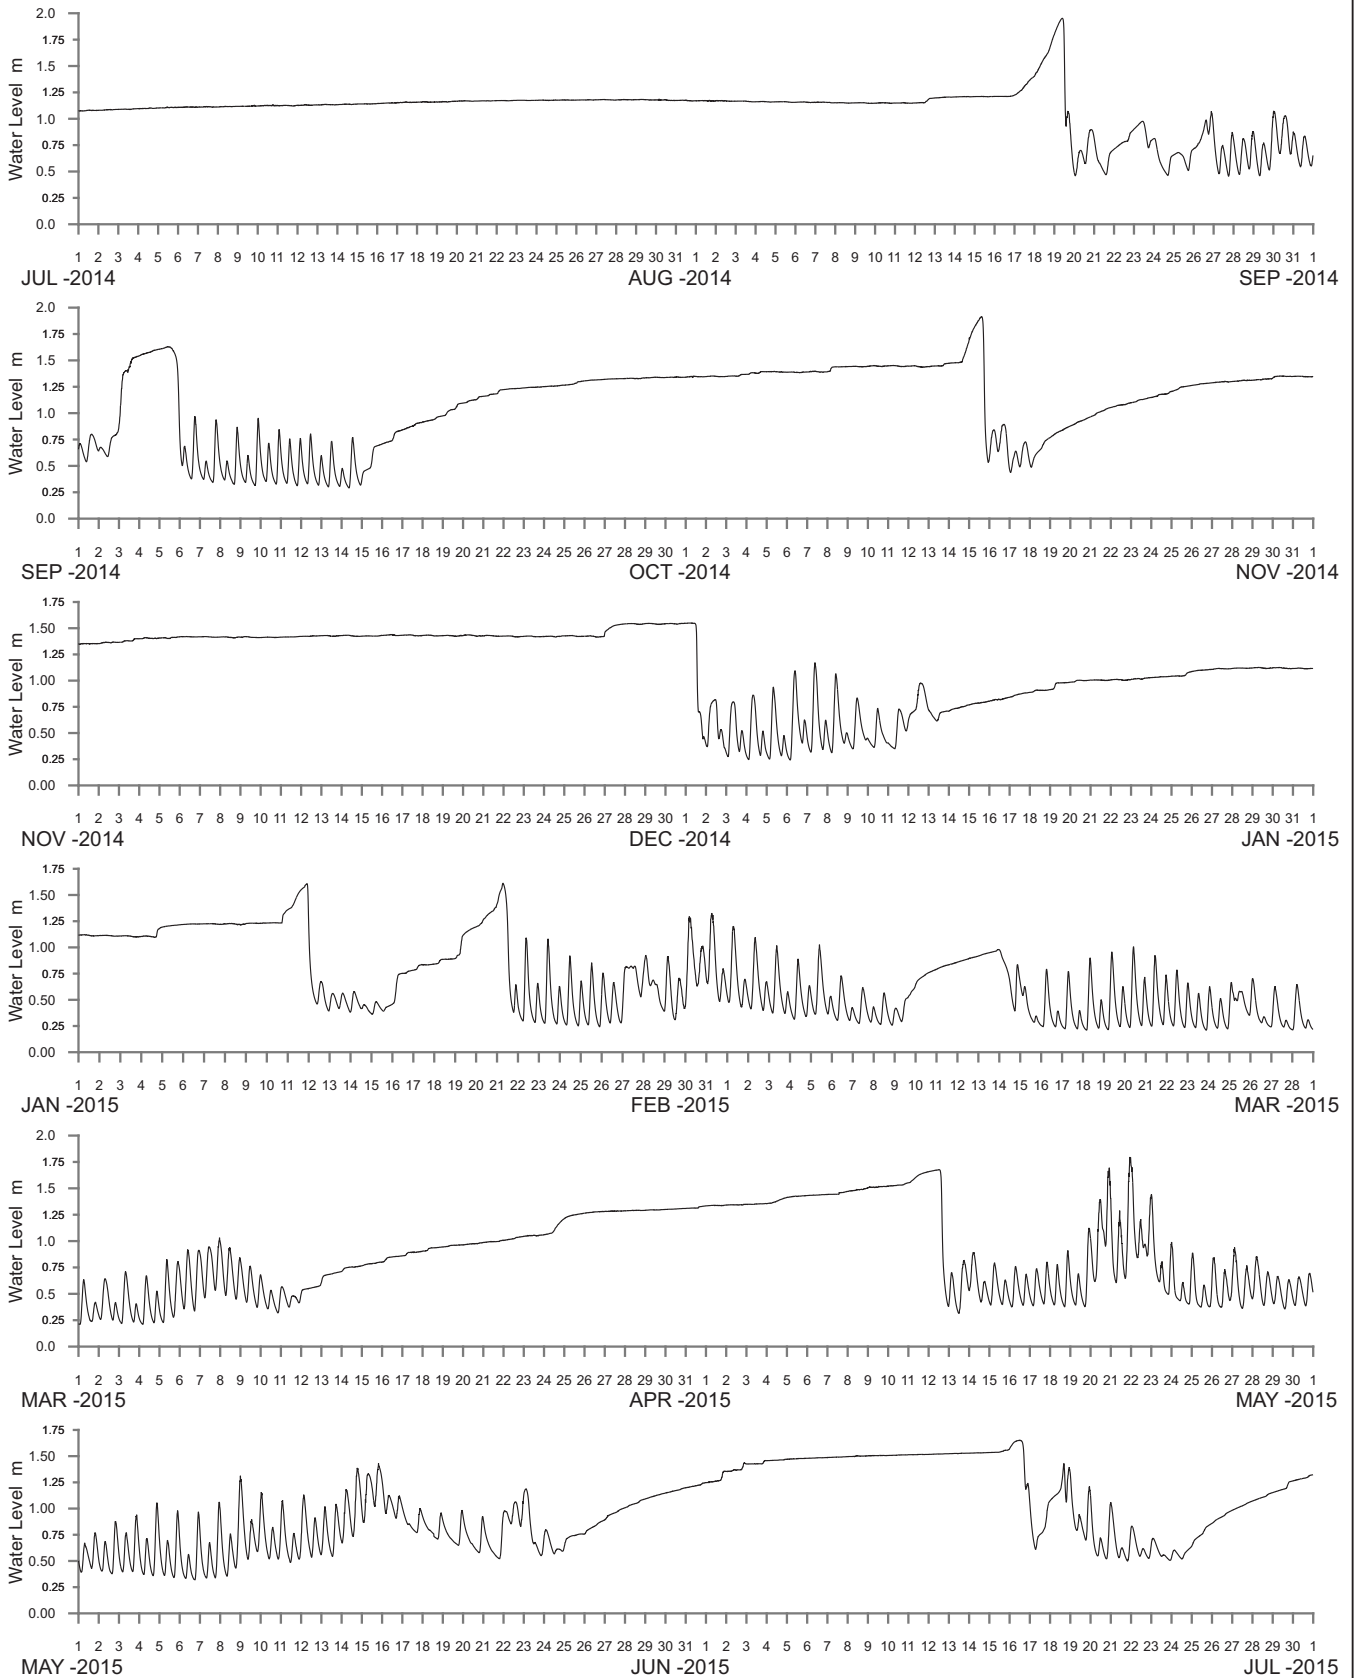 2.0
1.75
1.5
1.25
1.0
0.75
0.5
0.25
0.0
Water Level m
1 2 3 4 5 6 7 8 9 10 11 12 13 14 15 16 17 18 19 20 21 22 23 24 25 26 27 28 29 30 31 1 2 3 4 5 6 7 8 9 10 11 12 13 14 15 16 17 18 19 20 21 22 23 24 25 26 27 28 29 30 31 1
JUL -2014 AUG -2014 SEP -2014
2.0
1.75
1.5
1.25
1.0
0.75
0.5
0.25
0.0
Water Level m
1 2 3 4 5 6 7 8 9 10 11 12 13 14 15 16 17 18 19 20 21 22 23 24 25 26 27 28 29 30 1 2 3 4 5 6 7 8 9 10 11 12 13 14 15 16 17 18 19 20 21 22 23 24 25 26 27 28 29 30 31 1
SEP -2014 OCT -2014 NOV -2014
1.75
1.50
1.25
1.00
0.75
0.50
0.25
0.00
Water Level m
1 2 3 4 5 6 7 8 9 10 11 12 13 14 15 16 17 18 19 20 21 22 23 24 25 26 27 28 29 30 1 2 3 4 5 6 7 8 9 10 11 12 13 14 15 16 17 18 19 20 21 22 23 24 25 26 27 28 29 30 31 1
NOV -2014 DEC -2014 JAN -2015
1.75
1.50
1.25
1.00
0.75
0.50
0.25
0.00
Water Level m
1 2 3 4 5 6 7 8 9 10 11 12 13 14 15 16 17 18 19 20 21 22 23 24 25 26 27 28 29 30 31 1 2 3 4 5 6 7 8 9 10 11 12 13 14 15 16 17 18 19 20 21 22 23 24 25 26 27 28 1
JAN -2015 FEB -2015 MAR -2015
2.0
1.75
1.5
1.25
1.0
0.75
0.5
0.25
0.0
Water Level m
1 2 3 4 5 6 7 8 9 10 11 12 13 14 15 16 17 18 19 20 21 22 23 24 25 26 27 28 29 30 31 1 2 3 4 5 6 7 8 9 10 11 12 13 14 15 16 17 18 19 20 21 22 23 24 25 26 27 28 29 30 1
MAR -2015 APR -2015 MAY -2015
1.75
1.50
1.25
1.00
0.75
0.50
0.25
0.00
Water Level m
1 2 3 4 5 6 7 8 9 10 11 12 13 14 15 16 17 18 19 20 21 22 23 24 25 26 27 28 29 30 31 1 2 3 4 5 6 7 8 9 10 11 12 13 14 15 16 17 18 19 20 21 22 23 24 25 26 27 28 29 30 1
MAY -2015 JUN -2015 JUL -2015